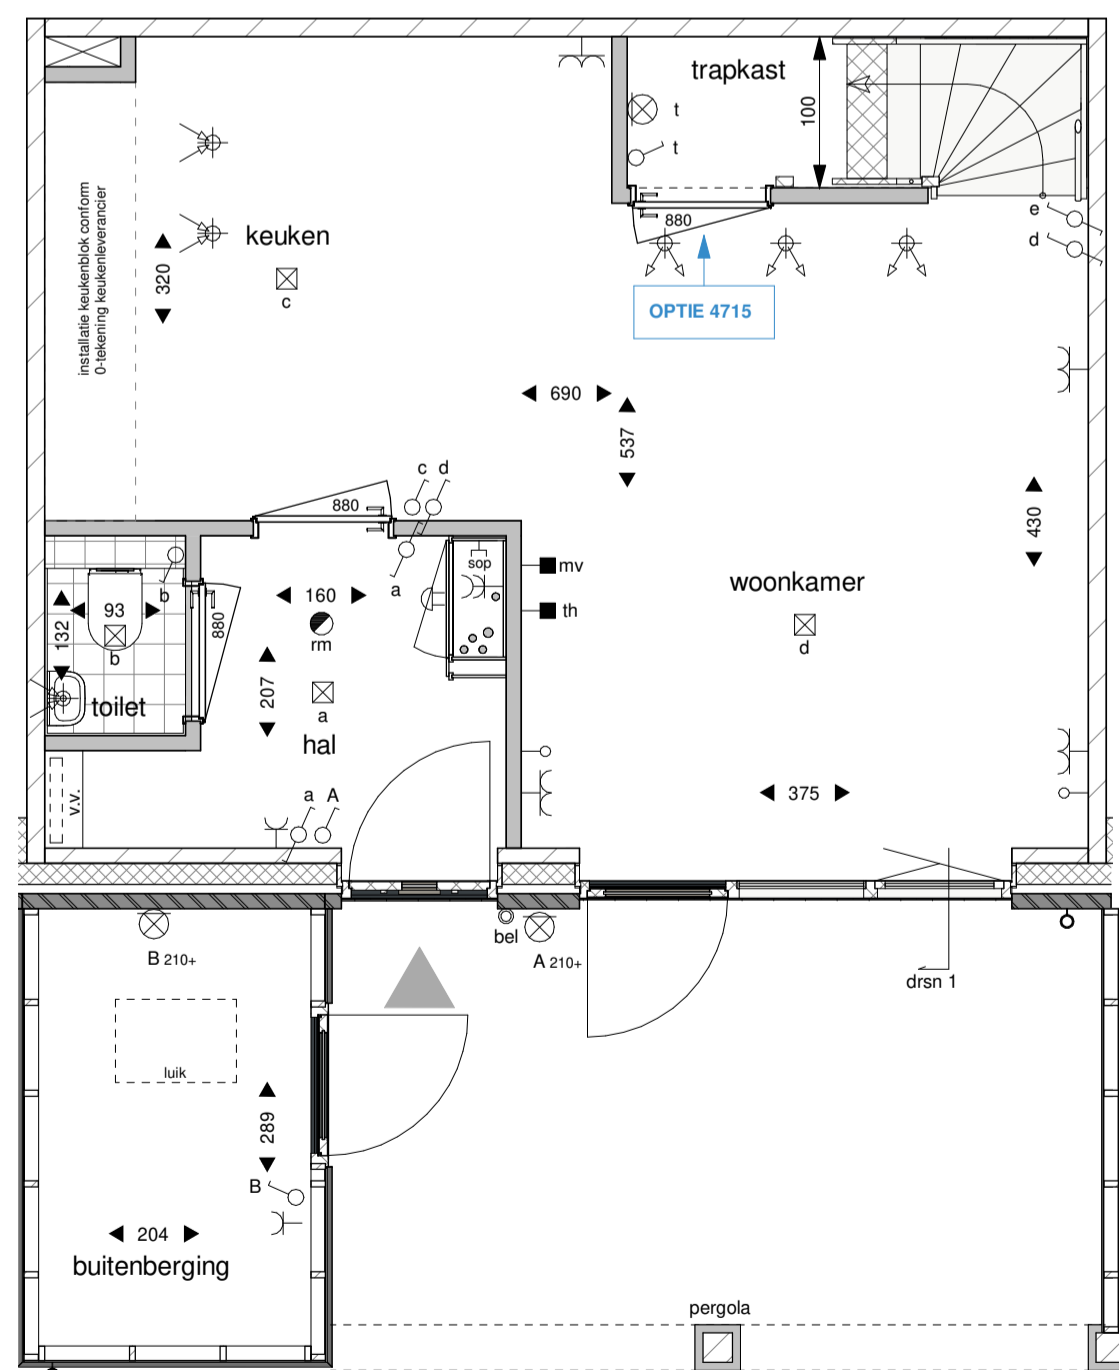 trapkast
100
t
t
880
OPTIE 4715
e
d
installatie keukenblok conform
0-tekening keukenleverancier
320
keuken
c
690
537
430
c d
880
a
sop
mv
th
woonkamer
d
b
93
132
b
toilet
880
160
rm
207
a
hal
375
v.v.
a A
bel
B 210+
A 210+
drsn 1
luik
289
B
204
buitenberging
pergola